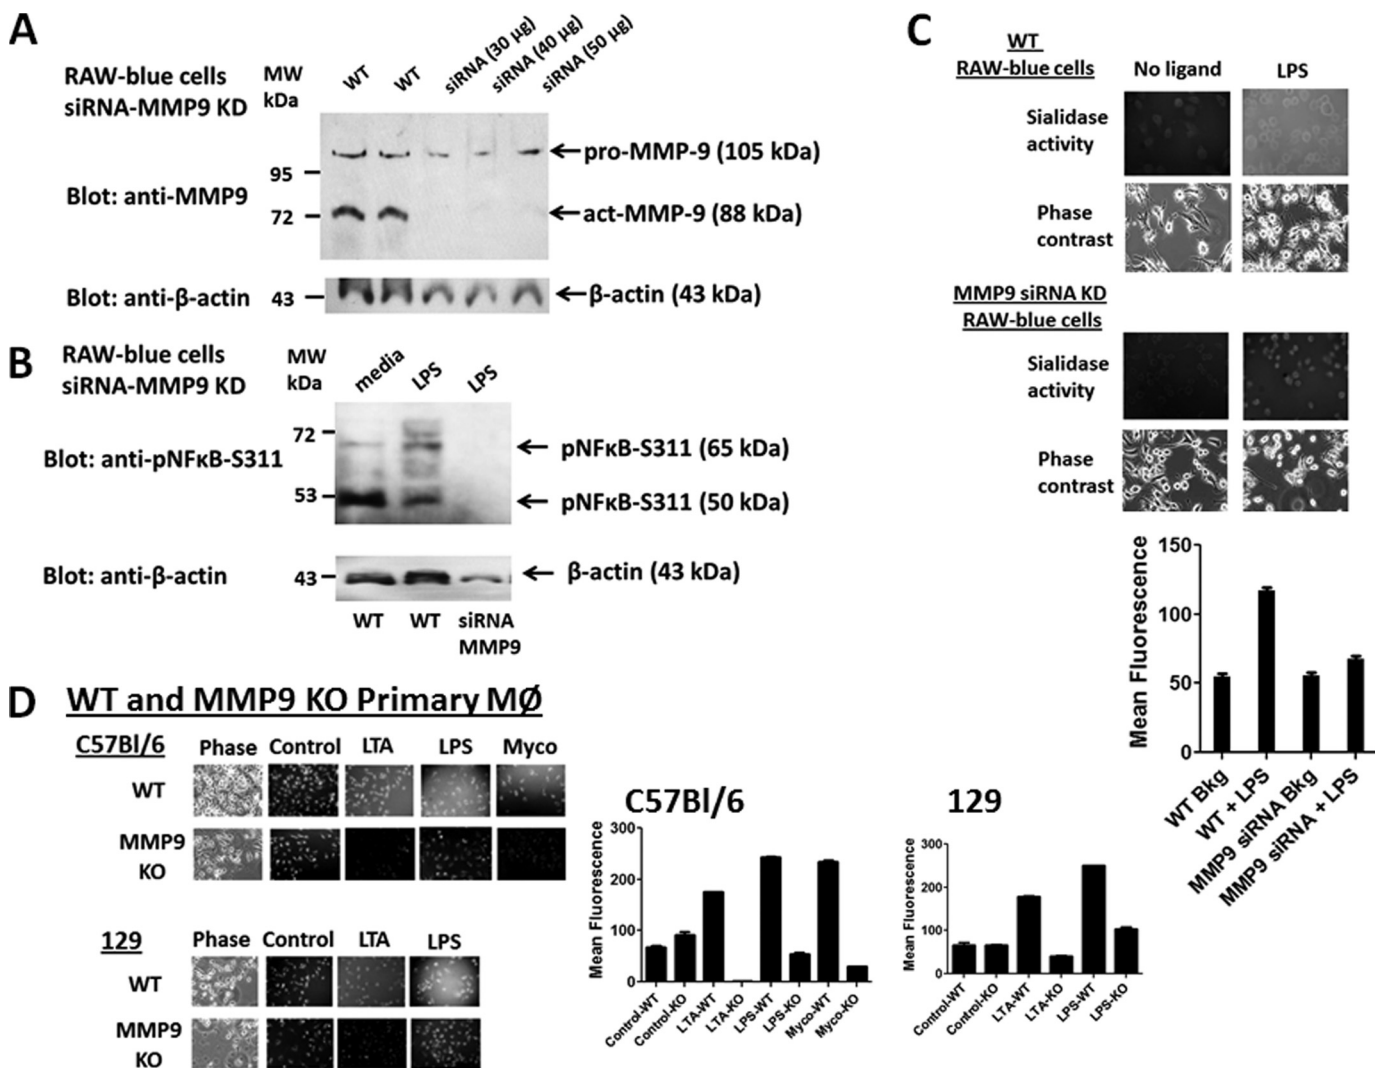 A
RAW-blue cells
siRNA-MMP9 KD
MW
kDa
WT
WT
siRNA (30 µg)
siRNA (40 µg)
siRNA (50 µg)
Blot: anti-MMP9
95
72
pro-MMP-9 (105 kDa)
act-MMP-9 (88 kDa)
Blot: anti-β-actin
43
β-actin (43 kDa)
B
RAW-blue cells
siRNA-MMP9 KD
MW
kDa
media
LPS
LPS
Blot: anti-pNFκB-S311
72
53
pNFκB-S311 (65 kDa)
pNFκB-S311 (50 kDa)
Blot: anti-β-actin
43
β-actin (43 kDa)
WT
WT
siRNA
MMP9
C
WT
RAW-blue cells
No ligand
LPS
Sialidase
activity
Phase
contrast
MMP9 siRNA KD
RAW-blue cells
Sialidase
activity
Phase
contrast
Mean Fluorescence
150
100
50
0
WT Bkg
WT + LPS
MMP9 siRNA Bkg
MMP9 siRNA + LPS
D
WT and MMP9 KO Primary MØ
C57Bl/6
Phase
Control
LTA
LPS
Myco
WT
MMP9
KO
129
Phase
Control
LTA
LPS
WT
MMP9
KO
C57Bl/6
Mean Fluorescence
300
200
100
0
Control-WT
Control-KO
LTA-WT
LTA-KO
LPS-WT
LPS-KO
Myco-WT
Myco-KO
129
Mean Fluorescence
300
200
100
0
Control-WT
Control-KO
LTA-WT
LTA-KO
LPS-WT
LPS-KO